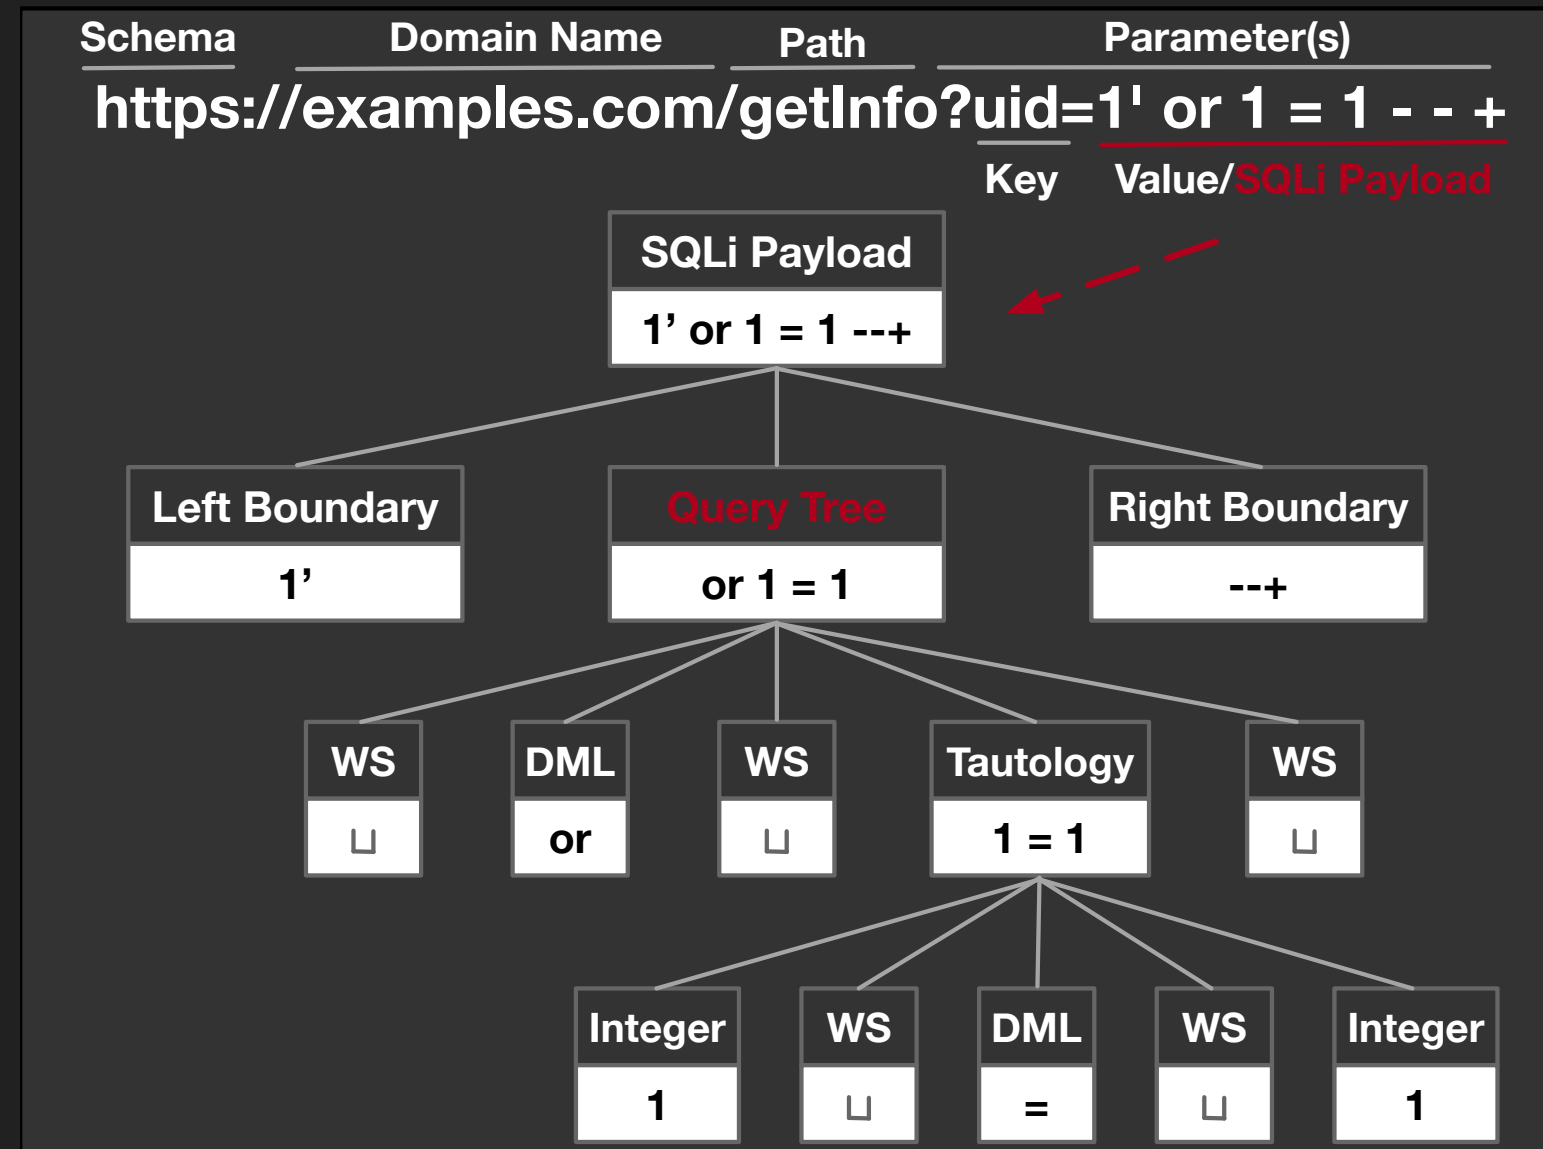 Schema Domain Name Path Parameter(s)
https://examples.com/getInfo?uid=1' or 1 = 1 - - +
Key Value/SQLi Payload
SQLi Payload
1’ or 1 = 1 --+
Left Boundary Query Tree Right Boundary
1’ or 1 = 1 --+
WS DML WS Tautology WS
⊔ or ⊔ 1 = 1 ⊔
Integer WS DML WS Integer
1 ⊔ = ⊔ 1